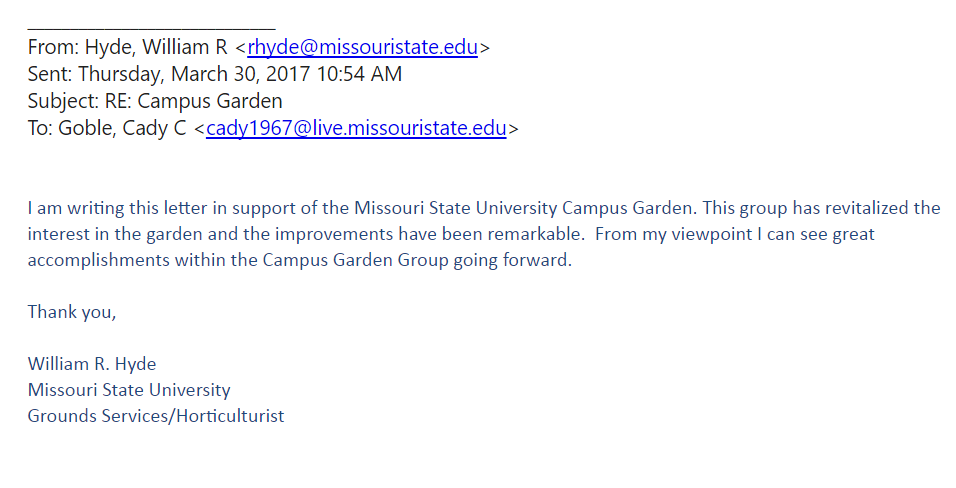 From: Hyde, William R <rhyde@missouristate.edu>
Sent: Thursday, March 30, 2017 10:54 AM
Subject: RE: Campus Garden
To: Goble, Cady C <cady1967@live.missouristate.edu>
I am writing this letter in support of the Missouri State University Campus Garden. This group has revitalized the
interest in the garden and the improvements have been remarkable.  From my viewpoint I can see great
accomplishments within the Campus Garden Group going forward.
Thank you,
William R. Hyde
Missouri State University
Grounds Services/Horticulturist